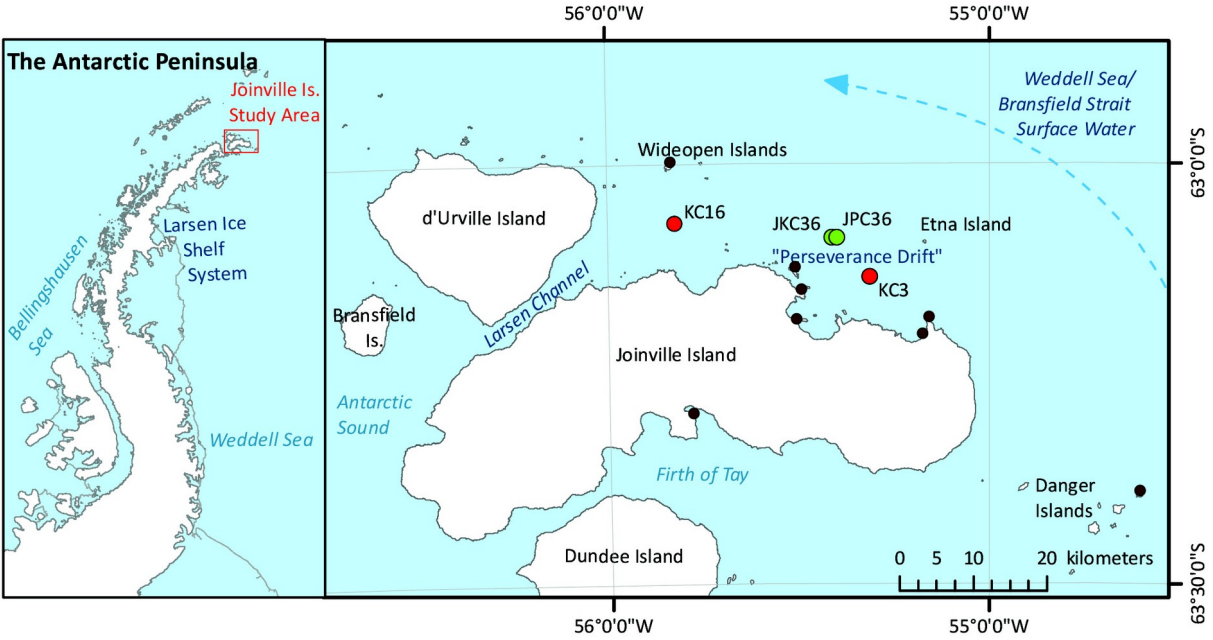 56°0'0"W
55°0'0"W
The Antarctic Peninsula
Joinville Is.
Study Area
Larsen Ice
Shelf
System
Bellingshausen
Sea
Weddell Sea
Weddell Sea/
Bransfield Strait
Surface Water
63°0'0"S
Wideopen Islands
d'Urville Island
KC16
JKC36
JPC36
Etna Island
"Perseverance Drift"
KC3
Larsen Channel
Bransfield
Is.
Joinville Island
Antarctic
Sound
Firth of Tay
Danger
Islands
Dundee Island
0 5 10 20 kilometers
63°30'0"S
56°0'0"W
55°0'0"W